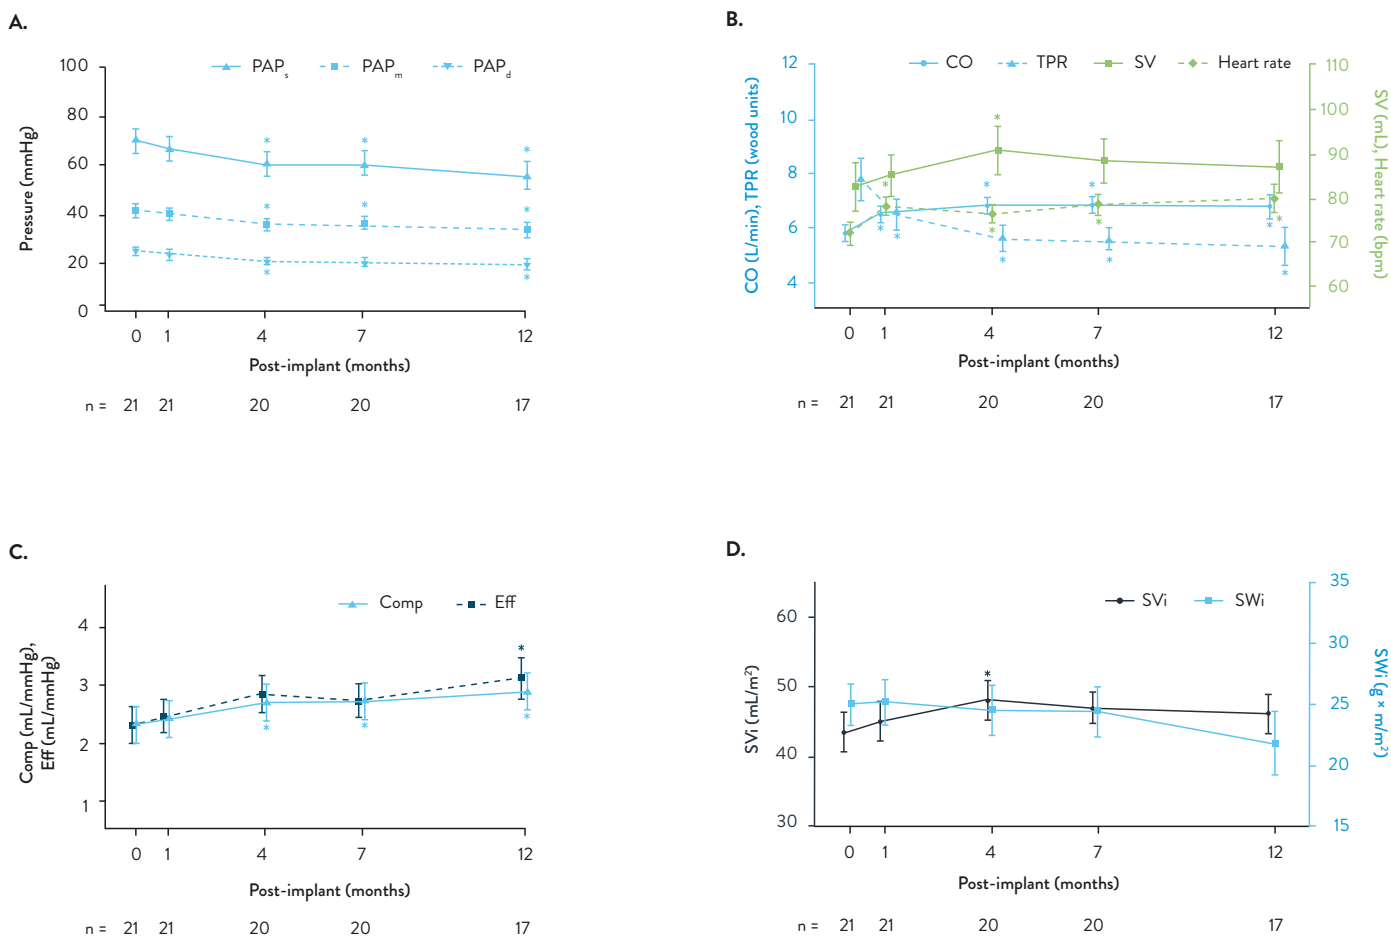 A.
PAPs PAPm PAPd
Pressure (mmHg)
100
80
60
40
20
0
* * *
* * *
* *
0 1 4 7 12
Post-implant (months)
n = 21 21 20 20 17
B.
CO TPR SV Heart rate
CO (L/min), TPR (wood units)
12
10
8
6
4
SV (mL), Heart rate (bpm)
110
100
90
80
70
60
*
* * *
* * * * * *
* * * *
0 1 4 7 12
Post-implant (months)
n = 21 21 20 20 17
C.
Comp Eff
Comp (mL/mmHg),
Eff (mL/mmHg)
4
3
2
1
*
* * *
0 1 4 7 12
Post-implant (months)
n = 21 21 20 20 17
D.
SVi SWi
SVi (mL/m²)
60
50
40
30
SWi (g × m/m²)
35
30
25
20
15
*
0 1 4 7 12
Post-implant (months)
n = 21 21 20 20 17